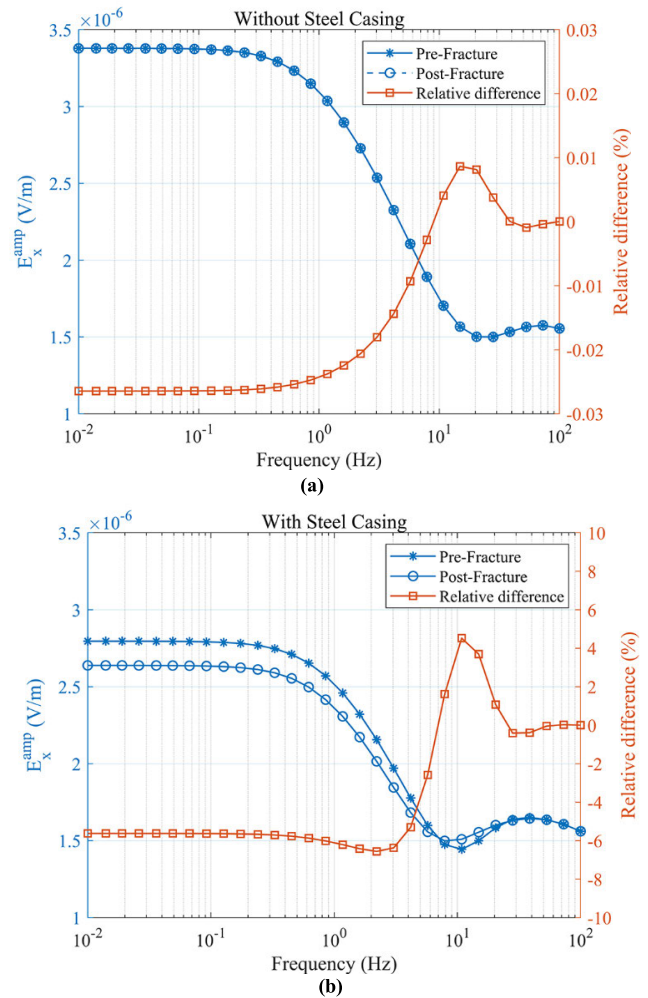 Without Steel Casing
×10⁻⁶
3.5
3
2.5
2
1.5
1
E_x^amp (V/m)
0.03
0.02
0.01
0
-0.01
-0.02
-0.03
Relative difference (%)
Pre-Fracture
Post-Fracture
Relative difference
10⁻² 10⁻¹ 10⁰ 10¹ 10²
Frequency (Hz)
(a)
With Steel Casing
×10⁻⁶
3.5
3
2.5
2
1.5
1
E_x^amp (V/m)
10
8
6
4
2
0
-2
-4
-6
-8
-10
Relative difference (%)
Pre-Fracture
Post-Fracture
Relative difference
10⁻² 10⁻¹ 10⁰ 10¹ 10²
Frequency (Hz)
(b)